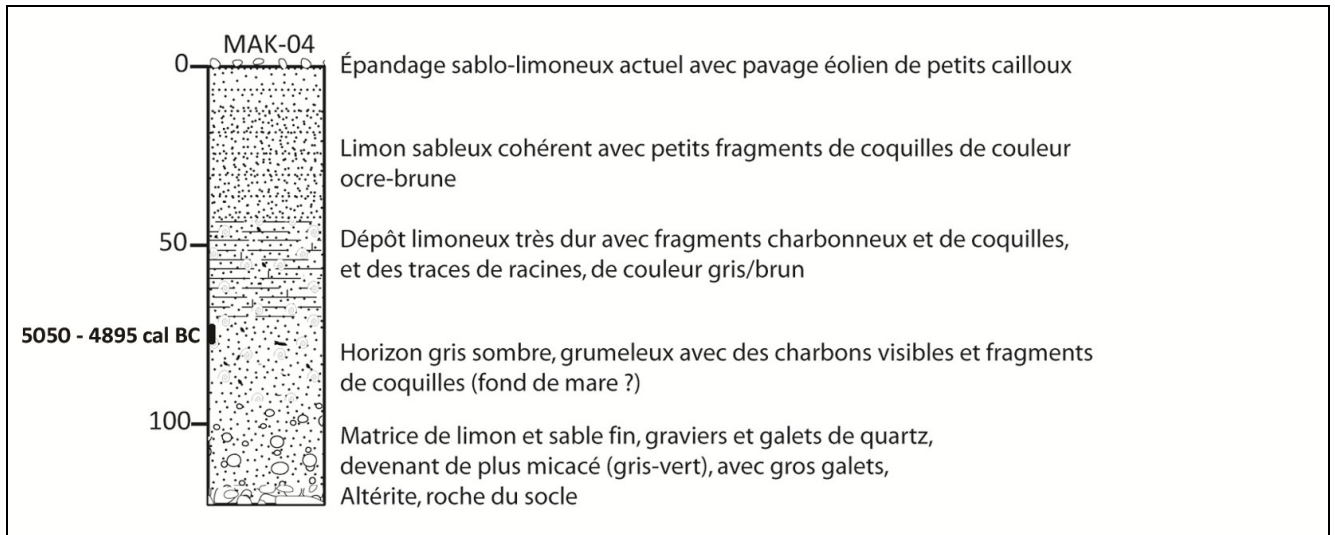 MAK-04
0
Épandage sablo-limoneux actuel avec pavage éolien de petits cailloux
Limon sableux cohérent avec petits fragments de coquilles de couleur
ocre-brune
50
Dépôt limoneux très dur avec fragments charbonneux et de coquilles,
et des traces de racines, de couleur gris/brun
5050 - 4895 cal BC
Horizon gris sombre, grumeleux avec des charbons visibles et fragments
de coquilles (fond de mare ?)
100
Matrice de limon et sable fin, graviers et galets de quartz,
devenant de plus micacé (gris-vert), avec gros galets,
Altérite, roche du socle